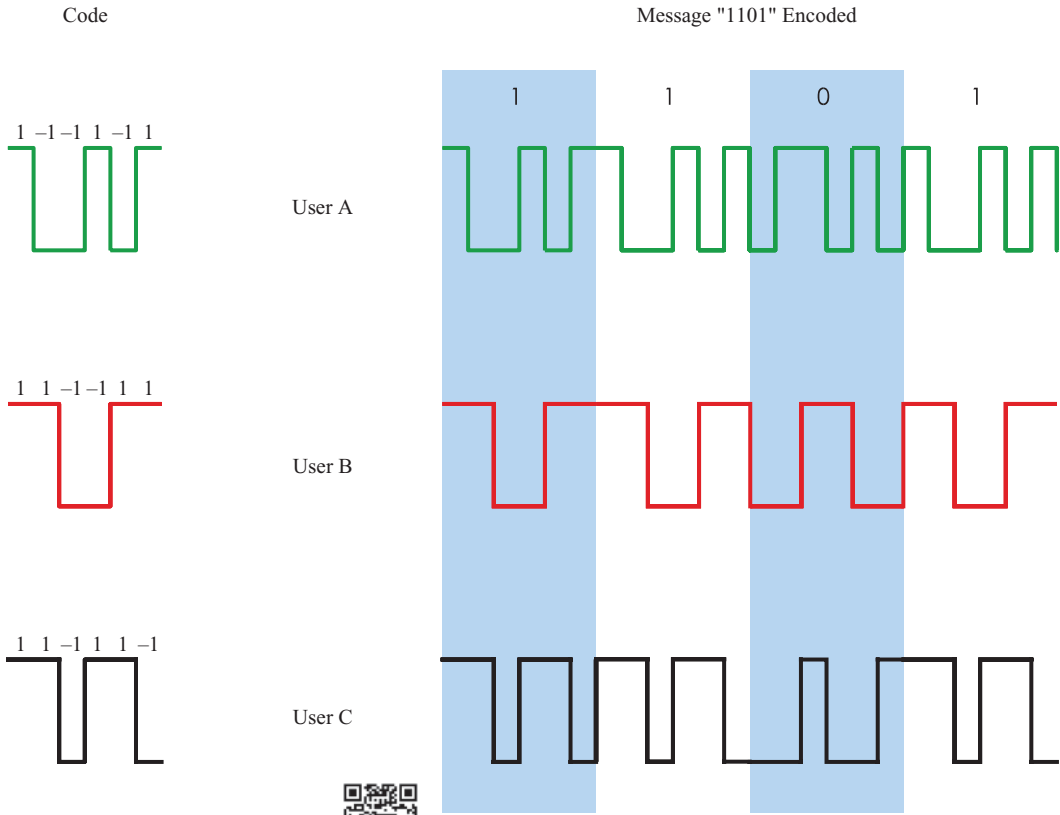 Code
Message "1101" Encoded
1 1 0 1
1 –1 –1 1 –1 1
User A
1 1 –1 –1 1 1
User B
1 1 –1 1 1 –1
User C